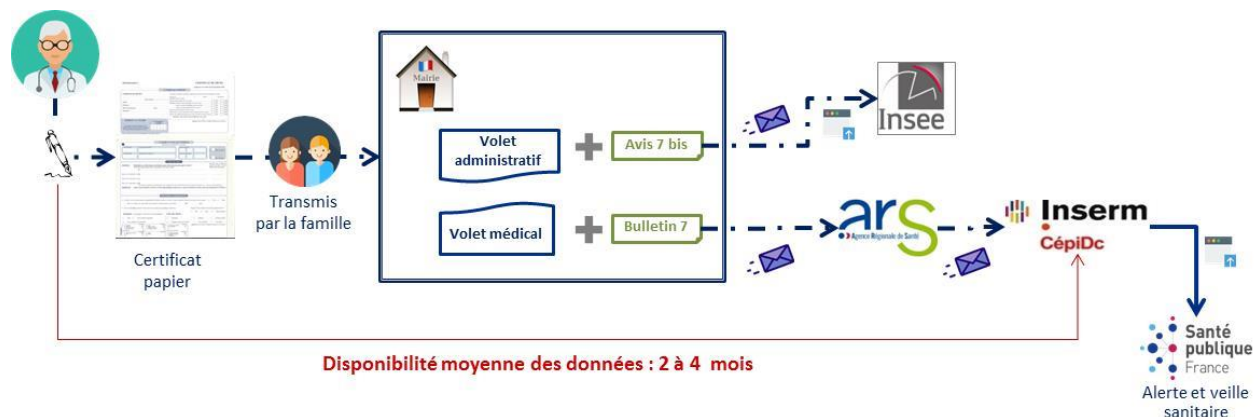 Mairie
Volet
administratif
Avis 7 bis
Insee
Transmis
par la famille
Volet médical
Bulletin 7
ars
Agence Régionale de Santé
Inserm
CépiDc
Certificat
papier
Disponibilité moyenne des données : 2 à 4 mois
Santé
publique
France
Alerte et veille
sanitaire